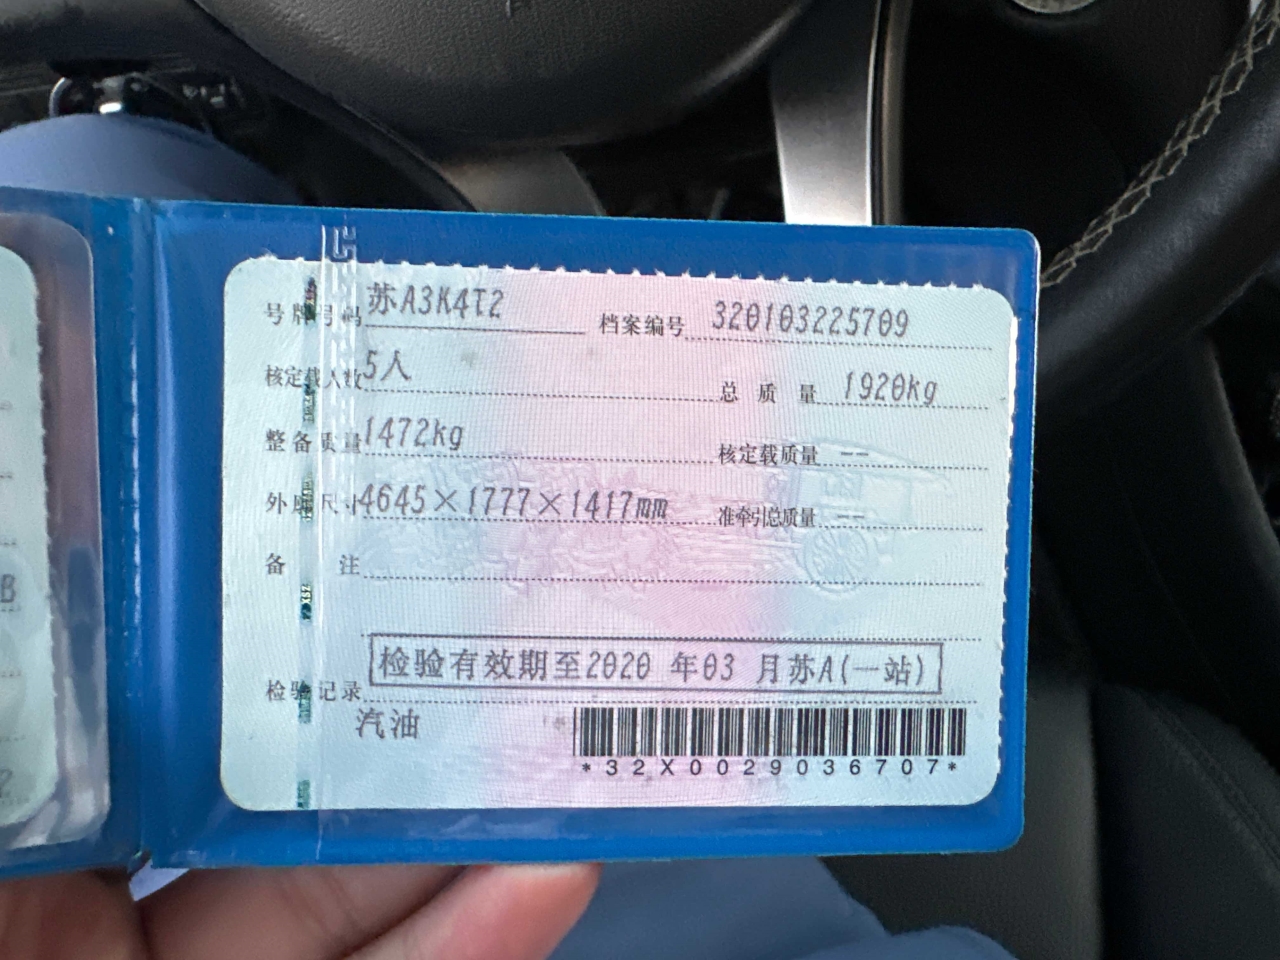 号牌号码 苏A3K4T2 档案编号 320103225709
核定载人数 5人 总质量 1920kg
整备质量 1472kg 核定载质量 --
外廓尺寸 4645×1777×1417mm 准牵引总质量 --
备注
检验有效期至2020 年03 月苏A(一站)
检验记录
汽油
*32X0029036707*
B